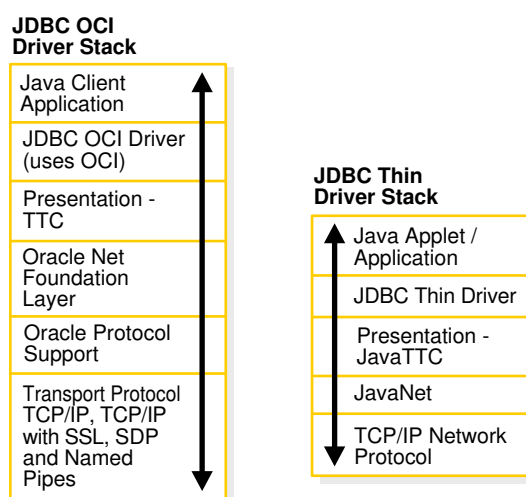 JDBC OCI
Driver Stack
Java Client
Application
JDBC OCI Driver
(uses OCI)
Presentation -
TTC
Oracle Net
Foundation
Layer
Oracle Protocol
Support
Transport Protocol
TCP/IP, TCP/IP
with SSL, SDP
and Named
Pipes
JDBC Thin
Driver Stack
Java Applet /
Application
JDBC Thin Driver
Presentation -
JavaTTC
JavaNet
TCP/IP Network
Protocol